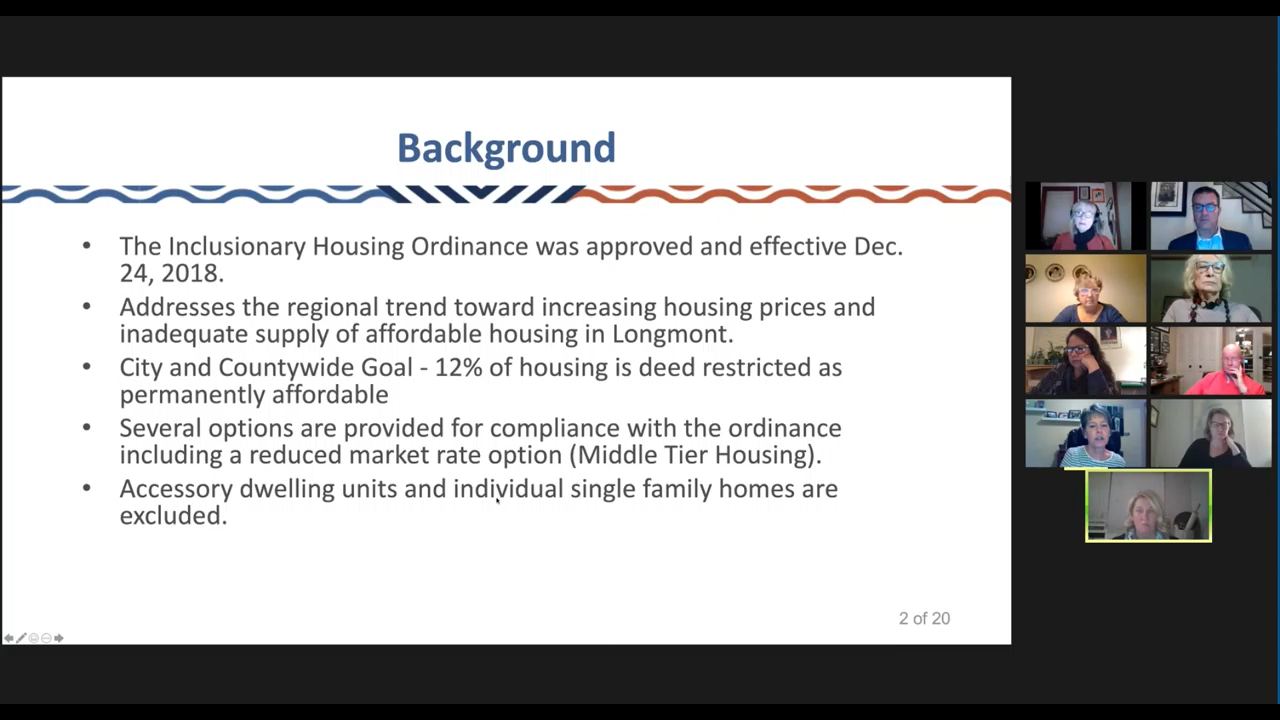 Background
• The Inclusionary Housing Ordinance was approved and effective Dec.
24, 2018.
• Addresses the regional trend toward increasing housing prices and
inadequate supply of affordable housing in Longmont.
• City and Countywide Goal - 12% of housing is deed restricted as
permanently affordable
• Several options are provided for compliance with the ordinance
including a reduced market rate option (Middle Tier Housing).
• Accessory dwelling units and individual single family homes are
excluded.
2 of 20